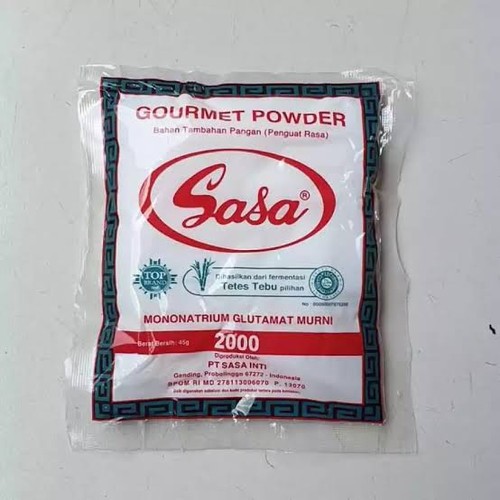 GOURMET POWDER
Bahan Tambahan Pangan (Penguat Rasa)
Sasa®
TOP
BRAND
Dihasilkan dari fermentasi
Tetes Tebu pilihan
MONONATRIUM GLUTAMAT MURNI
Berat Bersih: 45g
2000
Diproduksi Oleh:
PT SASA INTI
Gending, Probolinggo 67272 - Indonesia
BPOM RI MD 278113006070 P. 13070